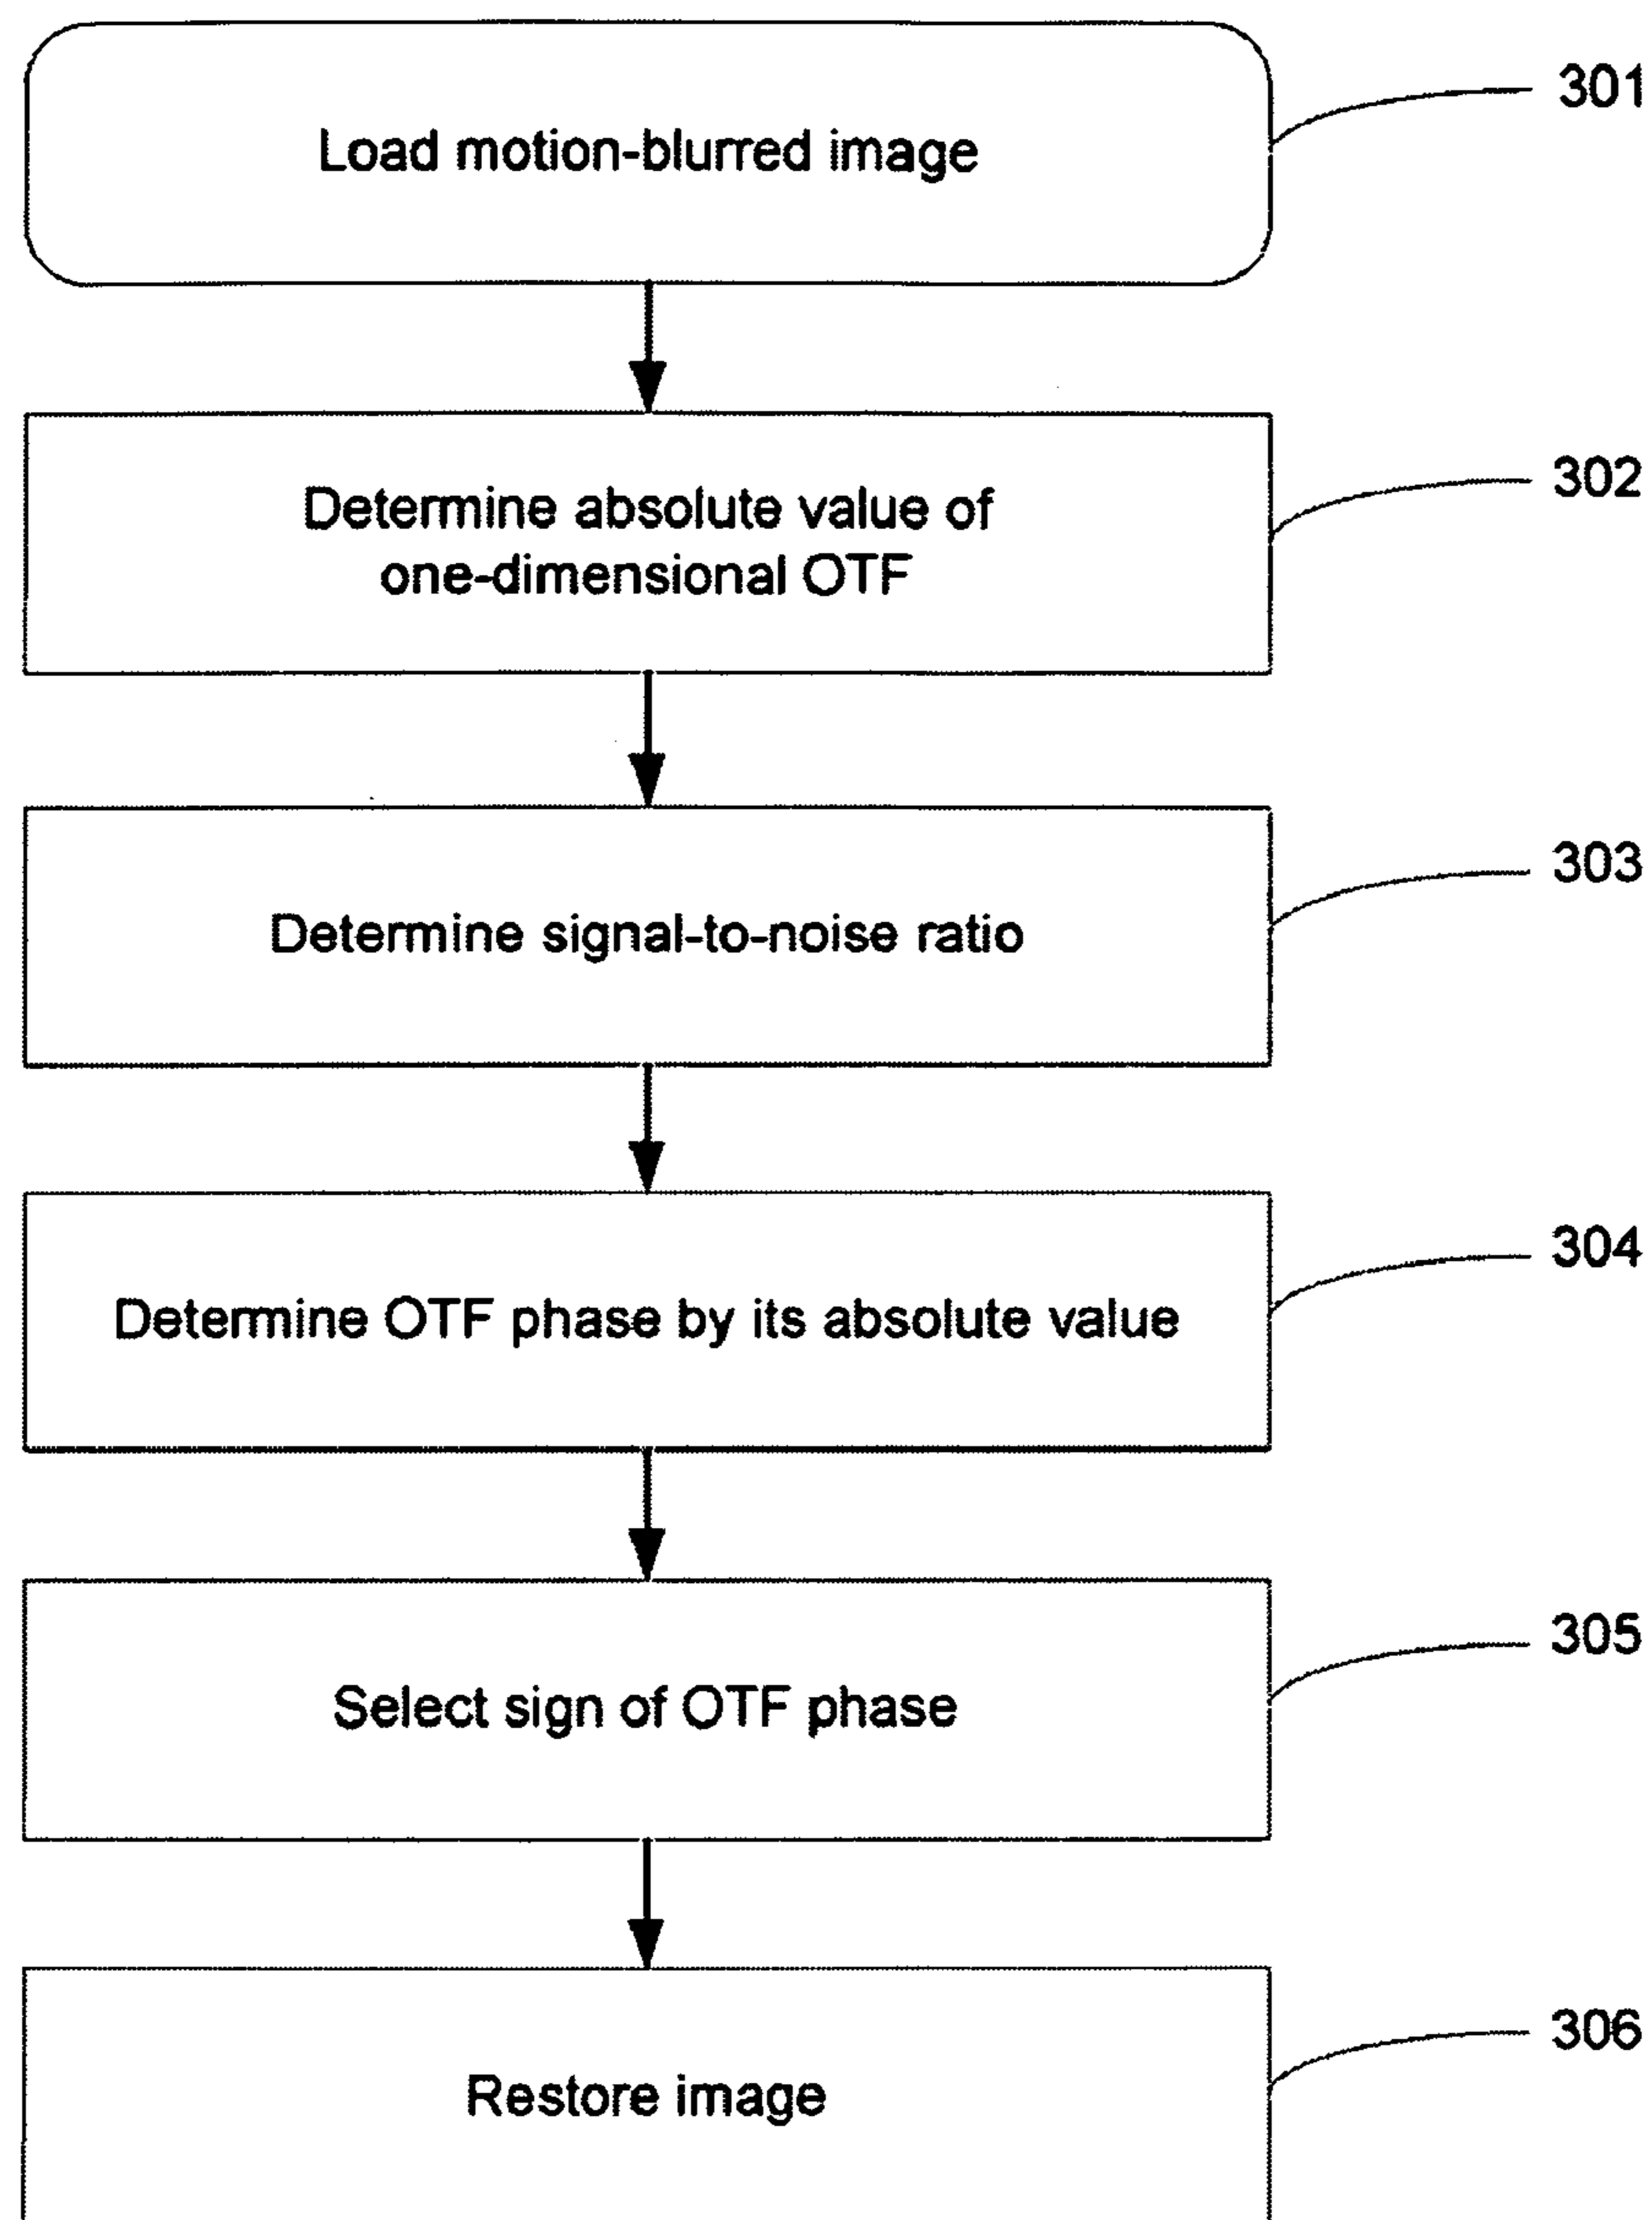 301
Load motion-blurred image
302
Determine absolute value of
one-dimensional OTF
303
Determine signal-to-noise ratio
304
Determine OTF phase by its absolute value
305
Select sign of OTF phase
306
Restore image